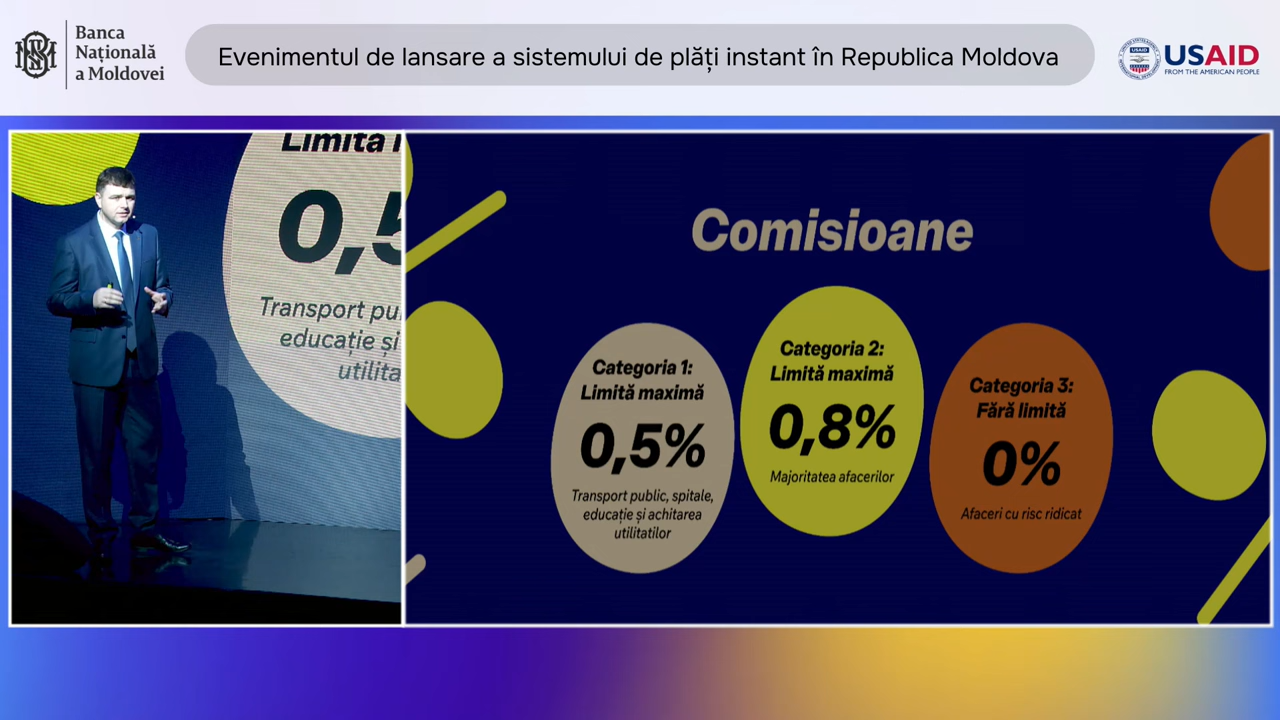 Banca
Națională
a Moldovei
Evenimentul de lansare a sistemului de plăți instant în Republica Moldova
USAID
USAID
FROM THE AMERICAN PEOPLE
Limită
0,5
Transport pu
educație și
utilita
Comisioane
Categoria 1:
Limită maximă
0,5%
Transport public, spitale,
educație și achitarea
utilitatilor
Categoria 2:
Limită maximă
0,8%
Majoritatea afacerilor
Categoria 3:
Fără limită
0%
Afaceri cu risc ridicat